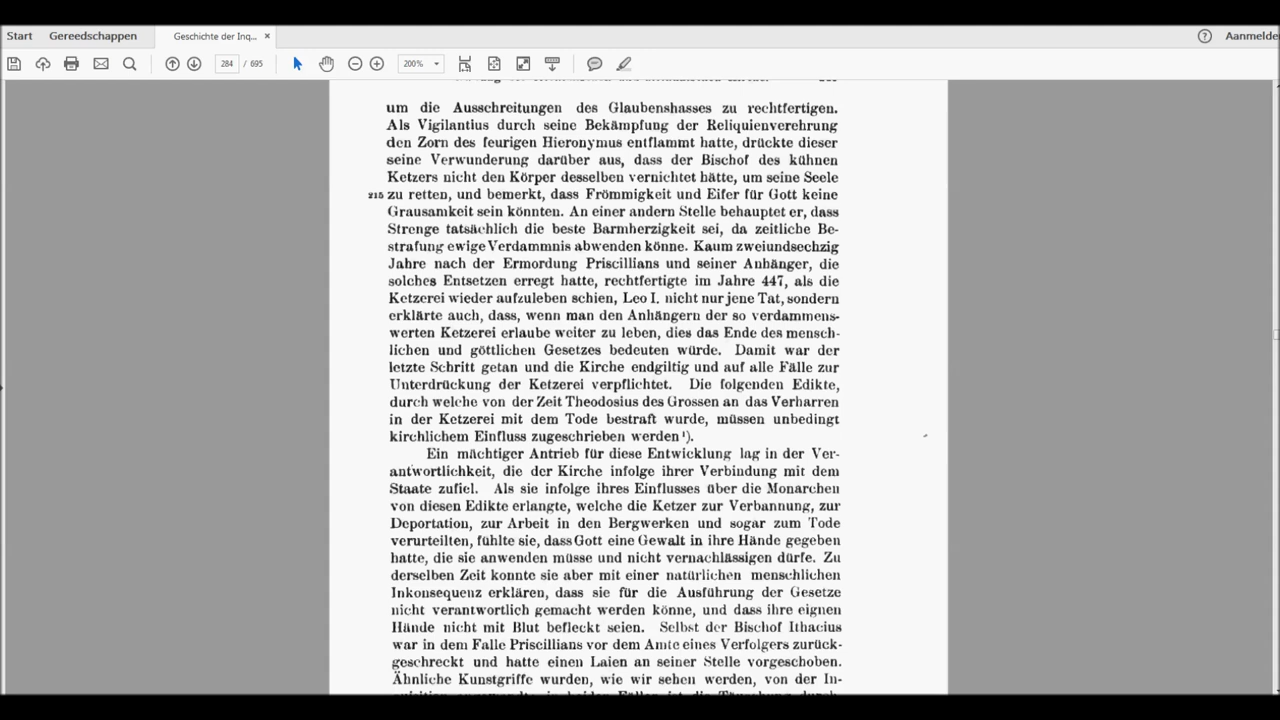 Start Gereedschappen Geschichte der Inq... ×
? Aanmelde
284 / 695 200%
um die Ausschreitungen des Glaubenshasses zu rechtfertigen.
Als Vigilantius durch seine Bekämpfung der Reliquienverehrung
den Zorn des feurigen Hieronymus entflammt hatte, drückte dieser
seine Verwunderung darüber aus, dass der Bischof des kühnen
Ketzers nicht den Körper desselben vernichtet hätte, um seine Seele
215 zu retten, und bemerkt, dass Frömmigkeit und Eifer für Gott keine
Grausamkeit sein könnten. An einer andern Stelle behauptet er, dass
Strenge tatsächlich die beste Barmherzigkeit sei, da zeitliche Be-
strafung ewige Verdammnis abwenden könne. Kaum zweiundsechzig
Jahre nach der Ermordung Priscillians und seiner Anhänger, die
solches Entsetzen erregt hatte, rechtfertigte im Jahre 447, als die
Ketzerei wieder aufzuleben schien, Leo I. nicht nur jene Tat, sondern
erklärte auch, dass, wenn man den Anhängern der so verdammens-
werten Ketzerei erlaube weiter zu leben, dies das Ende des mensch-
lichen und göttlichen Gesetzes bedeuten würde. Damit war der
letzte Schritt getan und die Kirche endgiltig und auf alle Fälle zur
Unterdrückung der Ketzerei verpflichtet. Die folgenden Edikte,
durch welche von der Zeit Theodosius des Grossen an das Verharren
in der Ketzerei mit dem Tode bestraft wurde, müssen unbedingt
kirchlichem Einfluss zugeschrieben werden¹).
Ein mächtiger Antrieb für diese Entwicklung lag in der Ver-
antwortlichkeit, die der Kirche infolge ihrer Verbindung mit dem
Staate zufiel. Als sie infolge ihres Einflusses über die Monarchen
von diesen Edikte erlangte, welche die Ketzer zur Verbannung, zur
Deportation, zur Arbeit in den Bergwerken und sogar zum Tode
verurteilten, fühlte sie, dass Gott eine Gewalt in ihre Hände gegeben
hatte, die sie anwenden müsse und nicht vernachlässigen dürfe. Zu
derselben Zeit konnte sie aber mit einer natürlichen menschlichen
Inkonsequenz erklären, dass sie für die Ausführung der Gesetze
nicht verantwortlich gemacht werden könne, und dass ihre eignen
Hände nicht mit Blut befleckt seien. Selbst der Bischof Ithacius
war in dem Falle Priscillians vor dem Amte eines Verfolgers zurück-
geschreckt und hatte einen Laien an seiner Stelle vorgeschoben.
Ähnliche Kunstgriffe wurden, wie wir sehen werden, von der In-